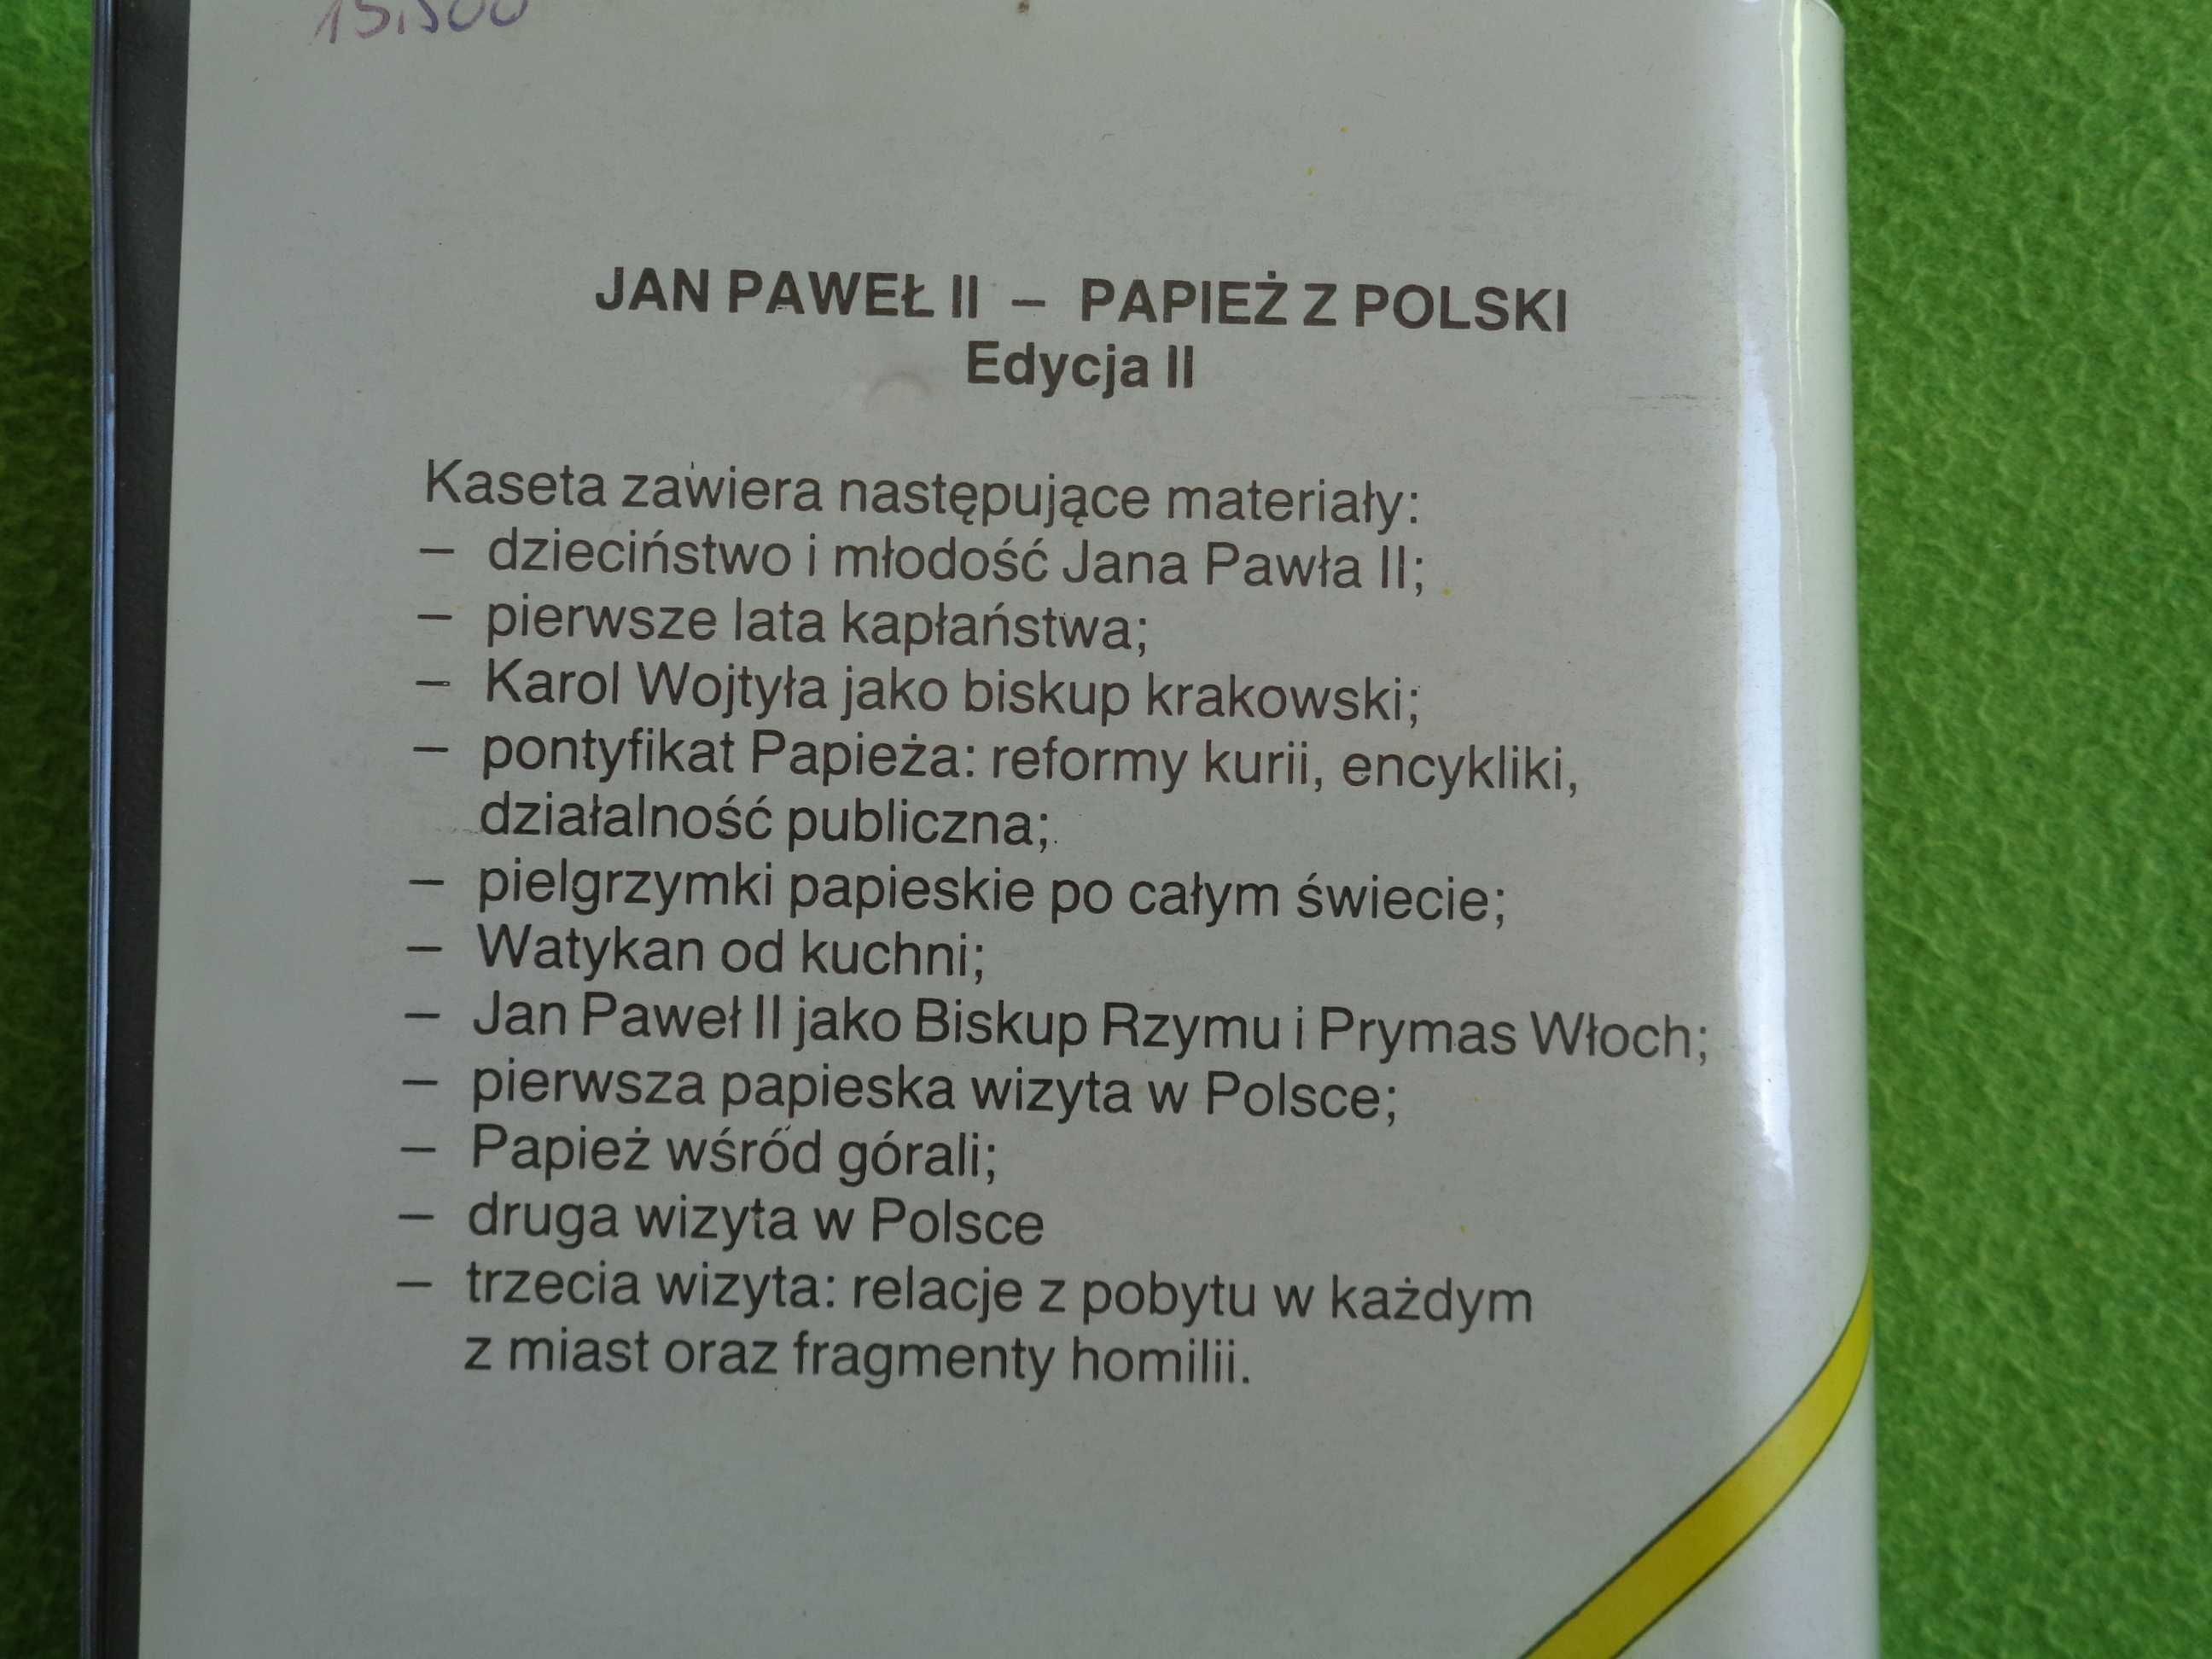 15.500
JAN PAWEŁ II – PAPIEŻ Z POLSKI
Edycja II
Kaseta zawiera następujące materiały:
– dzieciństwo i młodość Jana Pawła II;
– pierwsze lata kapłaństwa;
– Karol Wojtyła jako biskup krakowski;
– pontyfikat Papieża: reformy kurii, encykliki,
działalność publiczna;
– pielgrzymki papieskie po całym świecie;
– Watykan od kuchni;
– Jan Paweł II jako Biskup Rzymu i Prymas Włoch;
– pierwsza papieska wizyta w Polsce;
– Papież wśród górali;
– druga wizyta w Polsce
– trzecia wizyta: relacje z pobytu w każdym
z miast oraz fragmenty homilii.